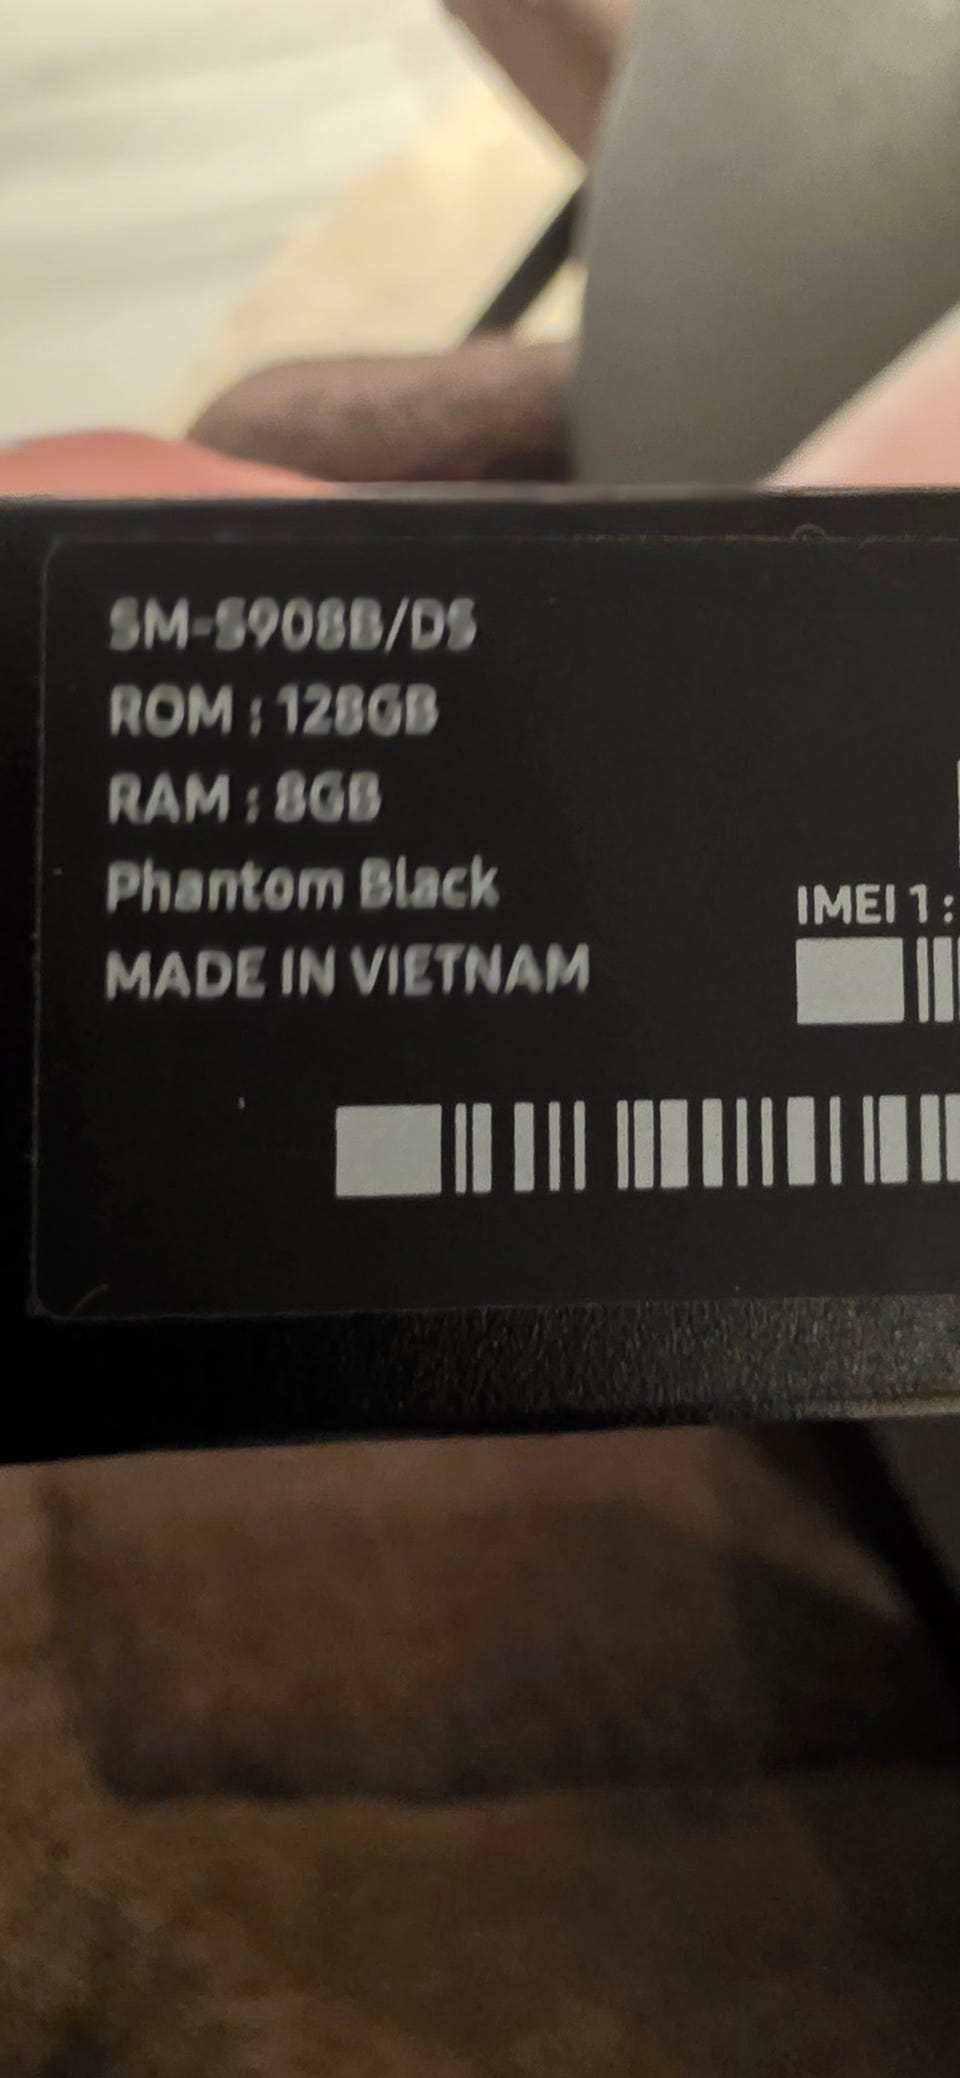 SM-S908B/DS
ROM : 128GB
RAM : 8GB
Phantom Black
MADE IN VIETNAM
IMEI 1 :